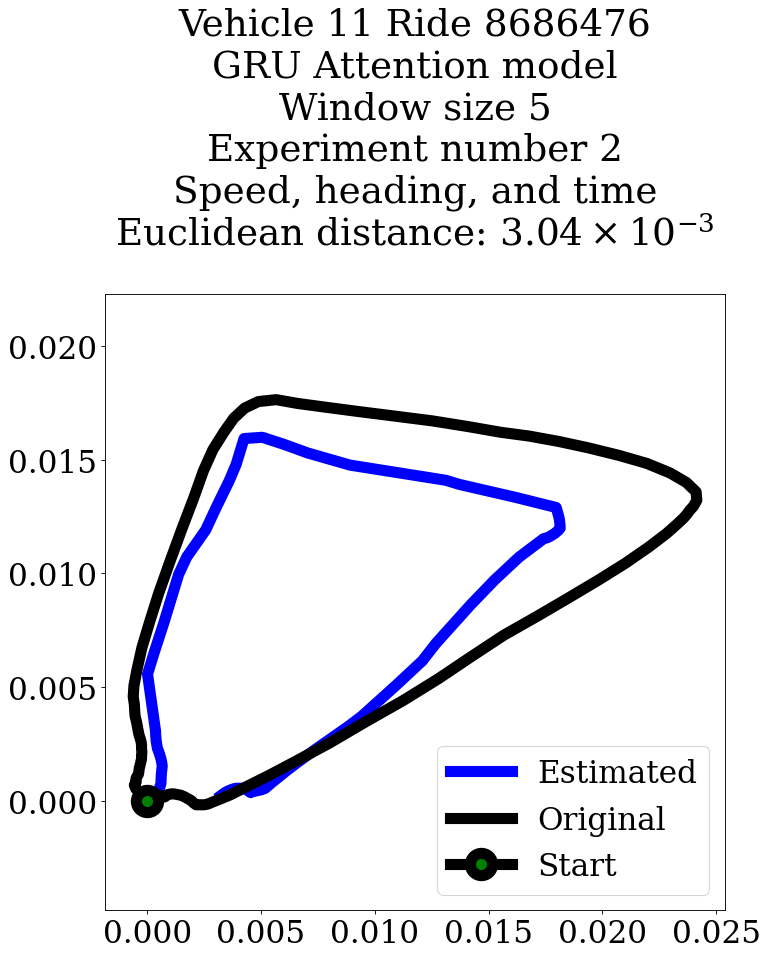 Vehicle 11 Ride 8686476
GRU Attention model
Window size 5
Experiment number 2
Speed, heading, and time
Euclidean distance: 3.04 × 10⁻³
0.020
0.015
0.010
0.005
0.000
Estimated
Original
Start
0.000 0.005 0.010 0.015 0.020 0.025